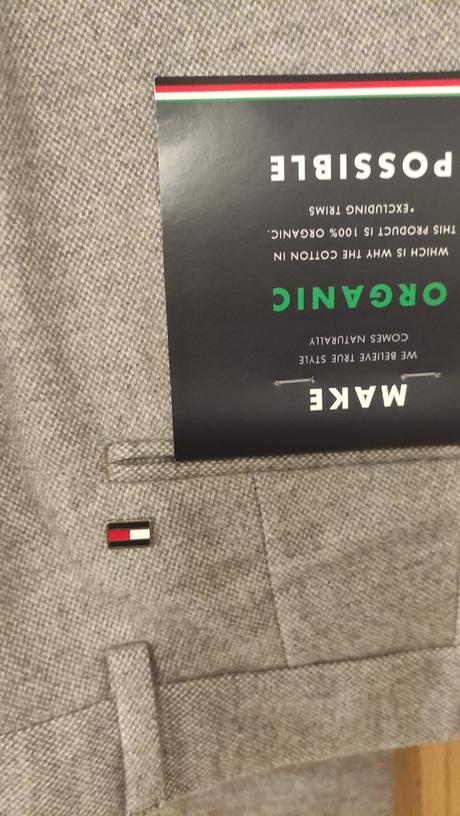 MAKE
WE BELIEVE TRUE STYLE
COMES NATURALLY
ORGANIC
WHICH IS WHY THE COTTON IN
THIS PRODUCT IS 100% ORGANIC.
*EXCLUDING TRIMS
POSSIBLE